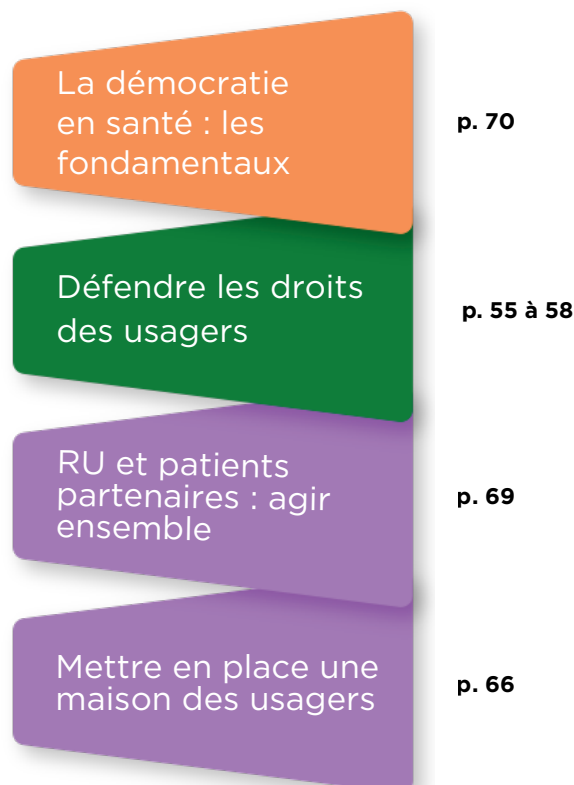 La démocratie
en santé : les
fondamentaux
p. 70
Défendre les droits
des usagers
p. 55 à 58
RU et patients
partenaires : agir
ensemble
p. 69
Mettre en place une
maison des usagers
p. 66